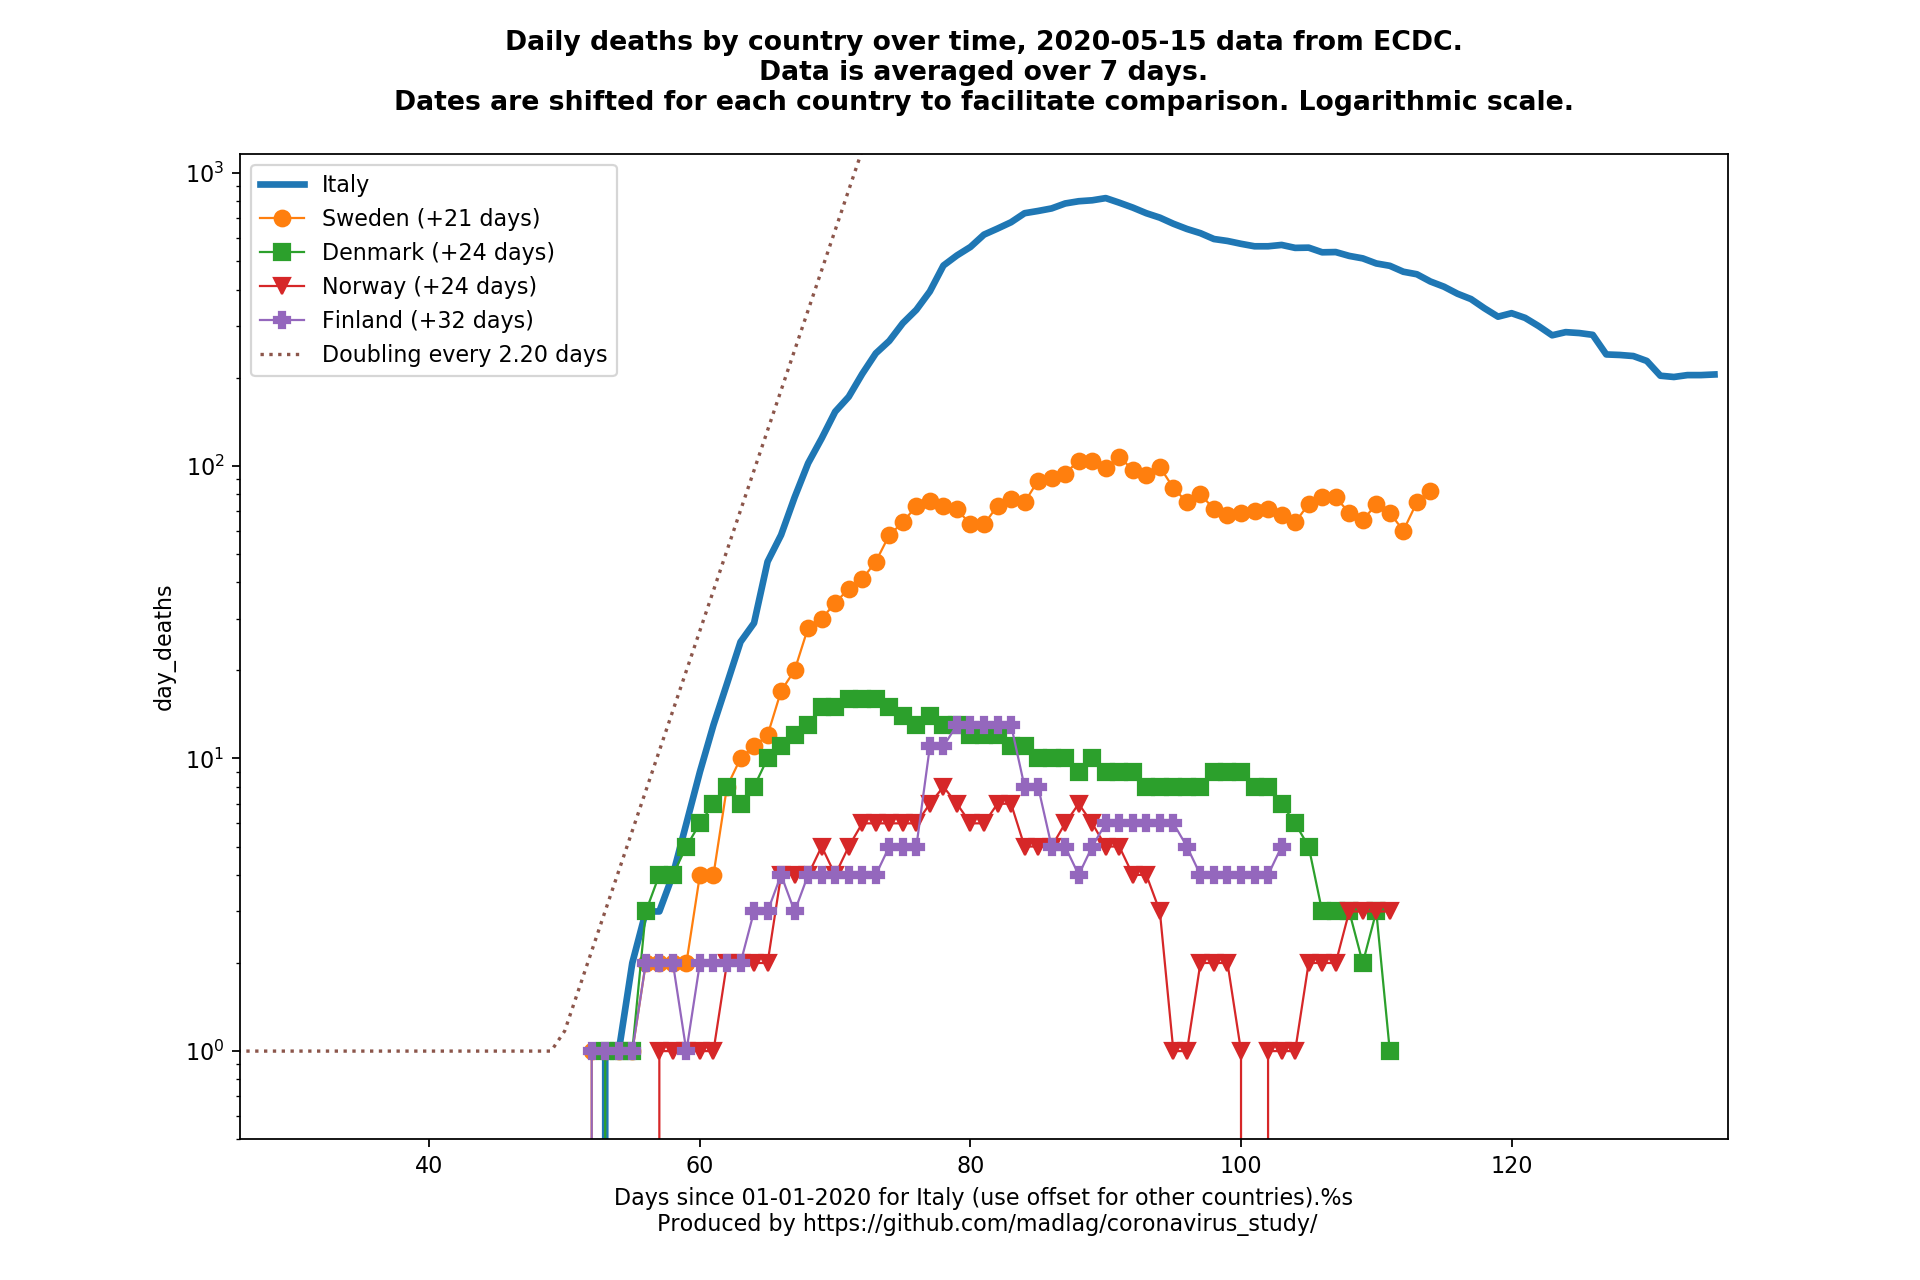 Daily deaths by country over time, 2020-05-15 data from ECDC.
Data is averaged over 7 days.
Dates are shifted for each country to facilitate comparison. Logarithmic scale.
10³
10²
10¹
10⁰
day_deaths
Italy
Sweden (+21 days)
Denmark (+24 days)
Norway (+24 days)
Finland (+32 days)
Doubling every 2.20 days
40 60 80 100 120
Days since 01-01-2020 for Italy (use offset for other countries).%s
Produced by https://github.com/madlag/coronavirus_study/